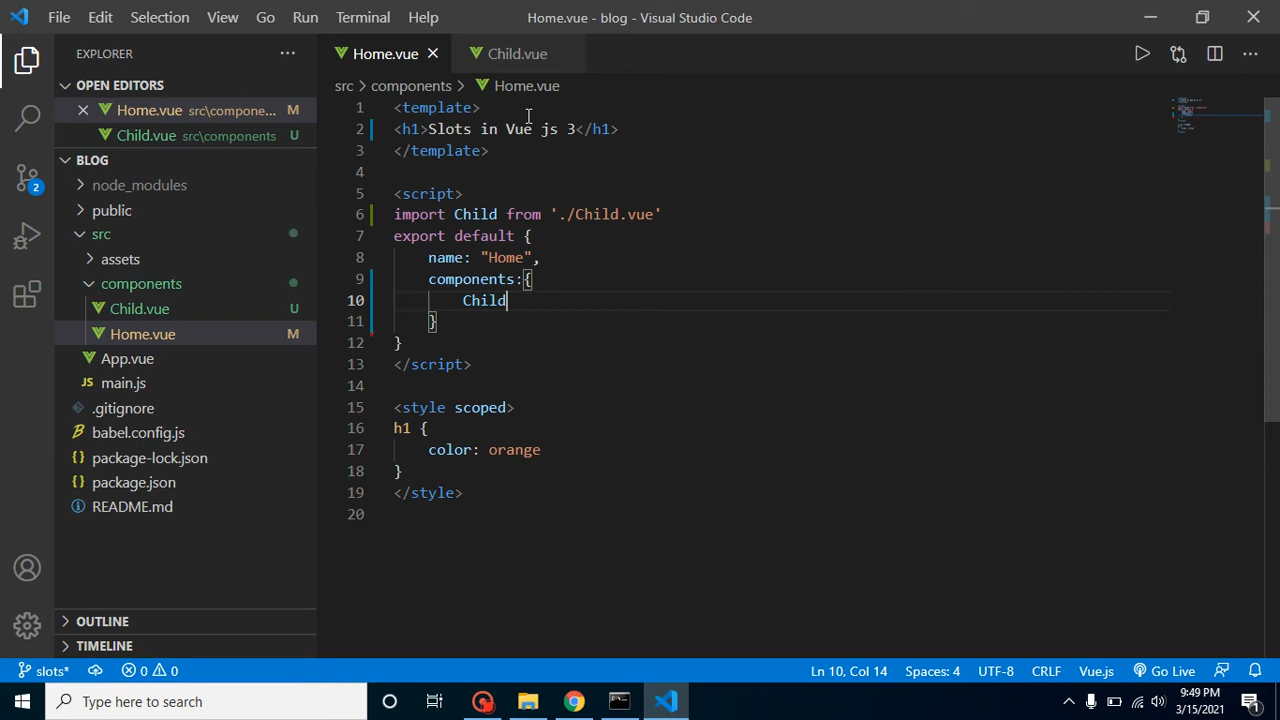 File Edit Selection View Go Run Terminal Help
Home.vue - blog - Visual Studio Code
EXPLORER
OPEN EDITORS
Home.vue src\compone... M
Child.vue src\components U
BLOG
node_modules
public
src
assets
components
Child.vue U
Home.vue M
App.vue
JS main.js
.gitignore
babel.config.js
package-lock.json
package.json
README.md
OUTLINE
TIMELINE
2
Home.vue
Child.vue
src > components > Home.vue
1 <template>
2 <h1>Slots in Vue js 3</h1>
3 </template>
4
5 <script>
6 import Child from './Child.vue'
7 export default {
8 name: "Home",
9 components:{
10 Child
11 }
12 }
13 </script>
14
15 <style scoped>
16 h1 {
17 color: orange
18 }
19 </style>
20
slots* 0 0
Ln 10, Col 14 Spaces: 4 UTF-8 CRLF Vue.js Go Live
Type here to search
9:49 PM
3/15/2021
1